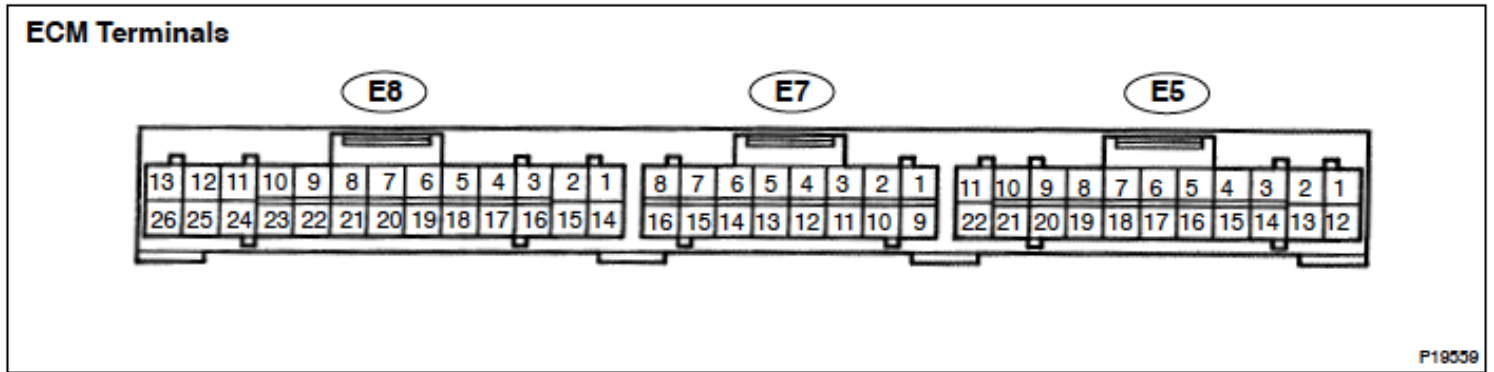 ECM Terminals
E8 E7 E5
13 12 11 10 9 8 7 6 5 4 3 2 1 8 7 6 5 4 3 2 1 11 10 9 8 7 6 5 4 3 2 1
26 25 24 23 22 21 20 19 18 17 16 15 14 16 15 14 13 12 11 10 9 22 21 20 19 18 17 16 15 14 13 12
P19559